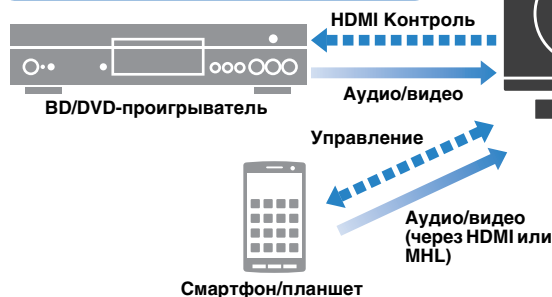 HDMI Контроль
Аудио/видео
BD/DVD-проигрыватель
Управление
Аудио/видео
(через HDMI или
MHL)
Смартфон/планшет